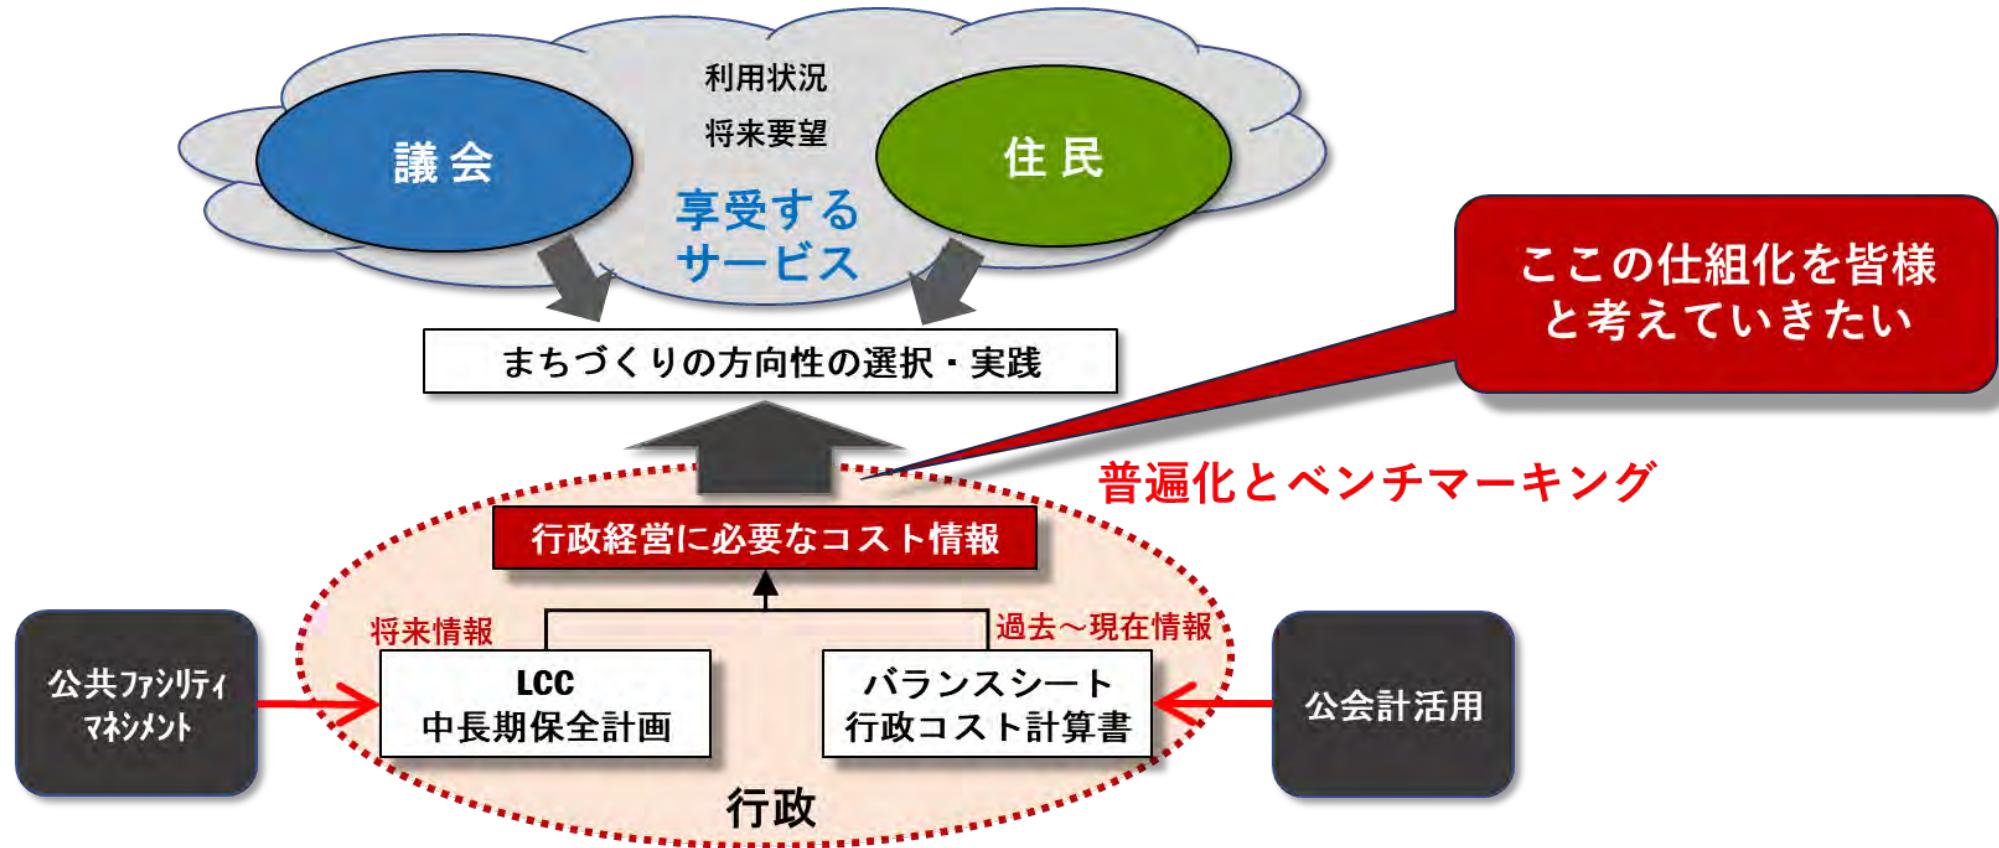 利用状況
将来要望
議会
住民
享受する
サービス
ここの仕組化を皆様
と考えていきたい
まちづくりの方向性の選択・実践
普遍化とベンチマーキング
行政経営に必要なコスト情報
将来情報
過去~現在情報
公共ファシリティ
マネシメント
LCC
中長期保全計画
バランスシート
行政コスト計算書
公会計活用
行政